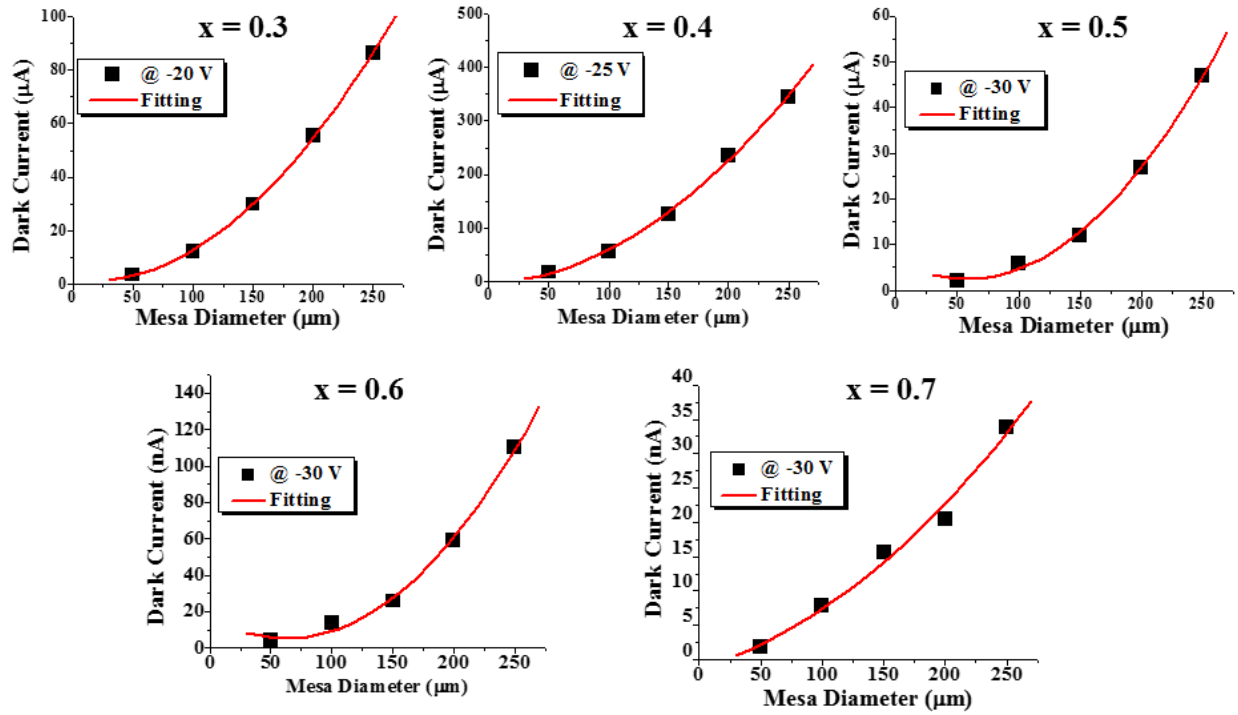 x = 0.3
100
80
60
40
20
0
@ -20 V
Fitting
Dark Current (μA)
0 50 100 150 200 250
Mesa Diameter (μm)
x = 0.4
500
400
300
200
100
0
@ -25 V
Fitting
Dark Current (μA)
0 50 100 150 200 250
Mesa Diameter (μm)
x = 0.5
60
50
40
30
20
10
0
@ -30 V
Fitting
Dark Current (μA)
0 50 100 150 200 250
Mesa Diameter (μm)
x = 0.6
140
120
100
80
60
40
20
0
@ -30 V
Fitting
Dark Current (nA)
0 50 100 150 200 250
Mesa Diameter (μm)
x = 0.7
40
35
30
25
20
15
10
5
0
@ -30 V
Fitting
Dark Current (nA)
0 50 100 150 200 250
Mesa Diameter (μm)